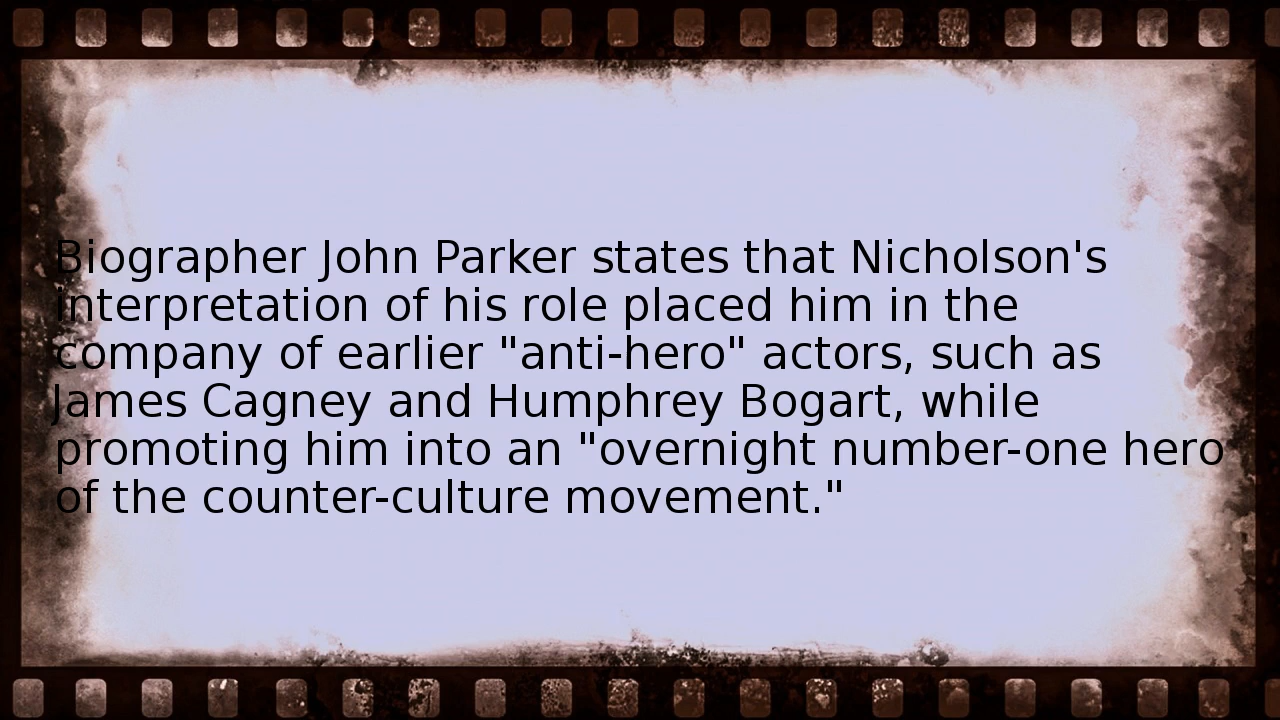 Biographer John Parker states that Nicholson's
interpretation of his role placed him in the
company of earlier "anti-hero" actors, such as
James Cagney and Humphrey Bogart, while
promoting him into an "overnight number-one hero
of the counter-culture movement."